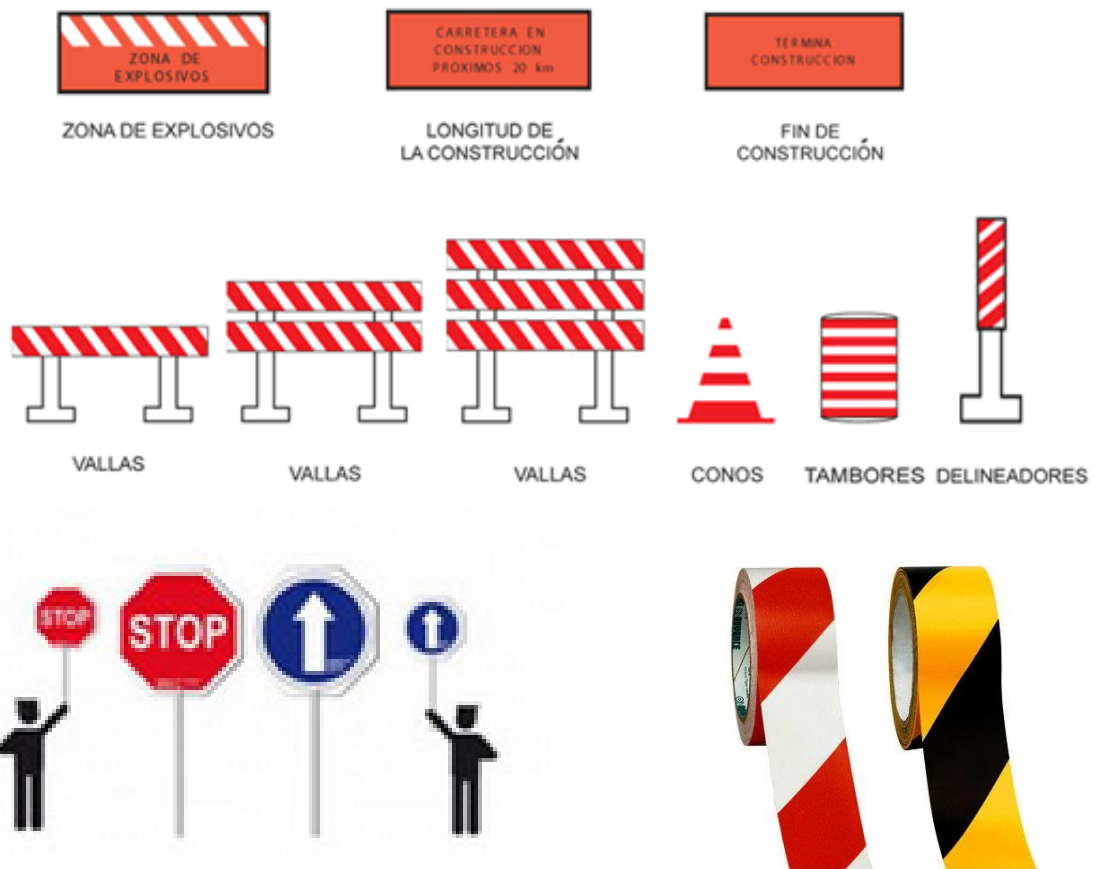 ZONA DE
EXPLOSIVOS
CARRETERA EN
CONSTRUCCION
PROXIMOS 20 km
TERMINA
CONSTRUCCION
ZONA DE EXPLOSIVOS
LONGITUD DE
LA CONSTRUCCIÓN
FIN DE
CONSTRUCCIÓN
VALLAS
VALLAS
VALLAS
CONOS
TAMBORES
DELINEADORES
STOP
STOP